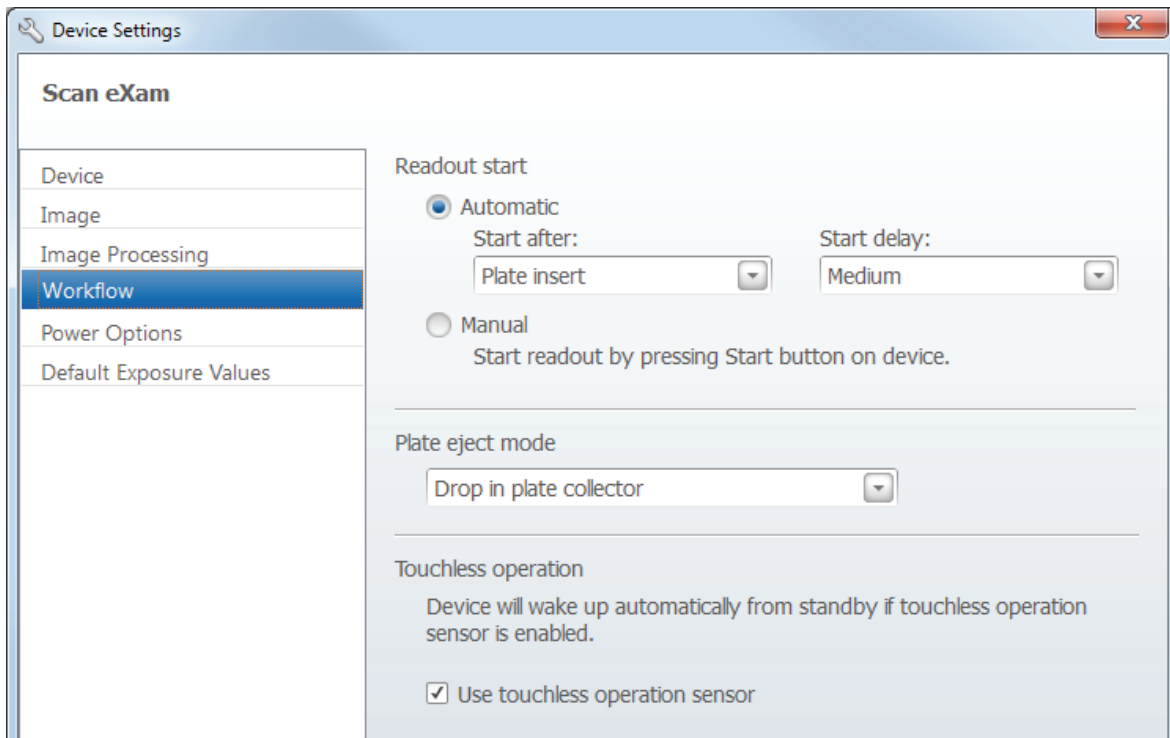 Device Settings
Scan eXam
Device
Image
Image Processing
Workflow
Power Options
Default Exposure Values
Readout start
Automatic
Start after: Start delay:
Plate insert Medium
Manual
Start readout by pressing Start button on device.
Plate eject mode
Drop in plate collector
Touchless operation
Device will wake up automatically from standby if touchless operation
sensor is enabled.
Use touchless operation sensor